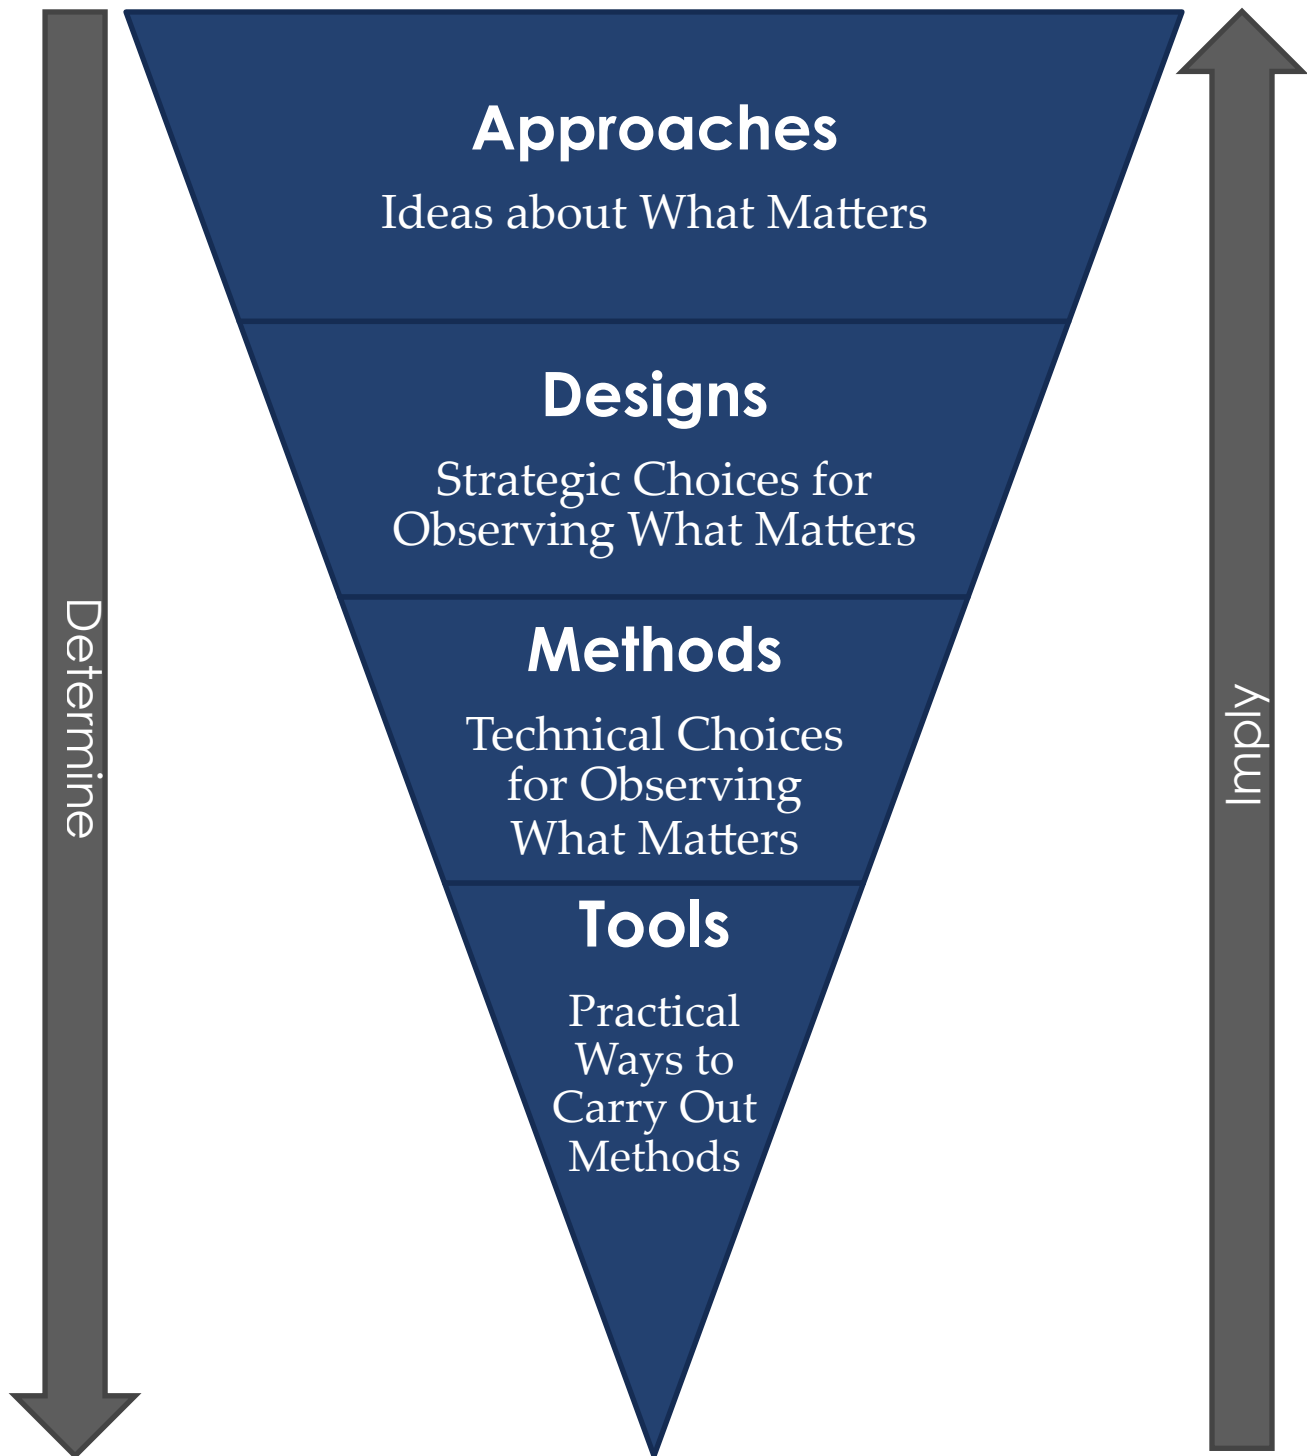 Approaches
Ideas about What Matters
Designs
Strategic Choices for
Observing What Matters
Methods
Technical Choices
for Observing
What Matters
Tools
Practical
Ways to
Carry Out
Methods
Determine
Imply